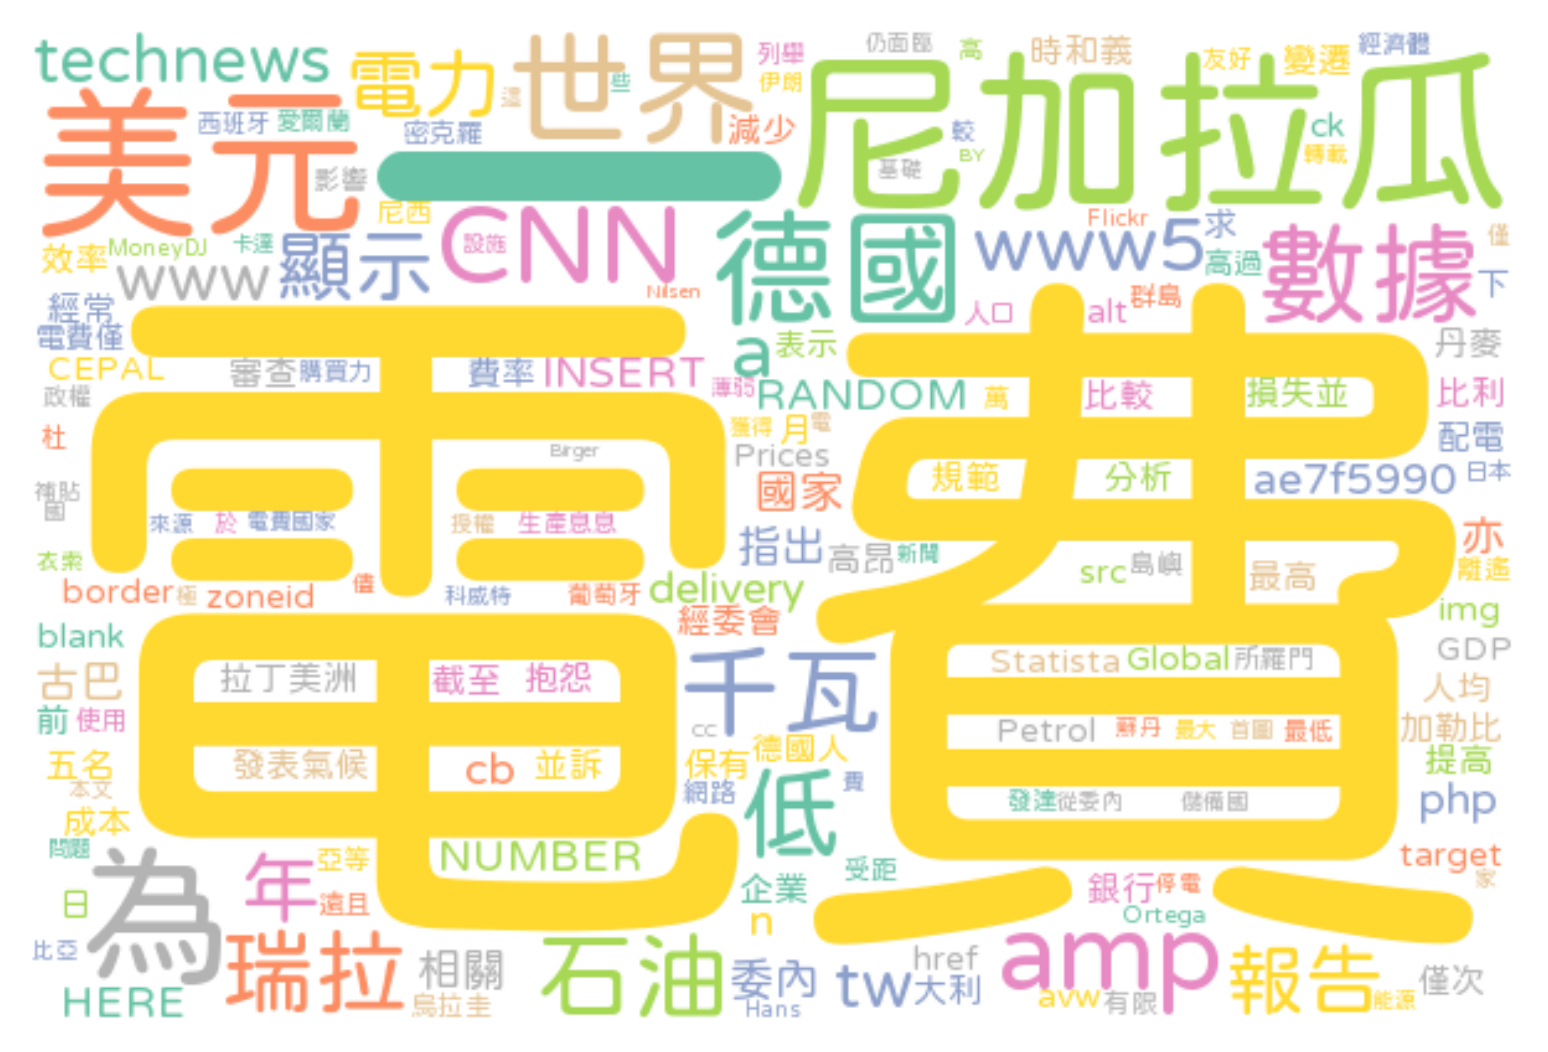 technews
電力
世界
些
列舉
伊朗
仍面臨
高
時和義
友好
變遷
經濟體
美元
西班牙
愛爾蘭
密克羅
減少
尼加拉瓜
較
BY
基礎
ck
轉載
影響
一
尼西
效率
MoneyDJ
卡達
www
顯示
CNN
設施
Nilsen
德國
www5
Flickr
求
高過
數據
僅
下
經常
電費僅
CEPAL
政權
杜
人口
alt
群島
a
表示
丹麥
電費
審查
購買力
費率
INSERT
薄弱
RANDOM
萬
比較
損失並
比利
獲得
月
電
Prices
配電
Birger
國家
規範
分析
ae7f5990
日本
補貼
國
來源
於
電費國家
授權
生產息息
指出
高昂
新聞
亦
衣索
離遙
border
極
zoneid
儘
科威特
葡萄牙
delivery
src
島嶼
最高
img
blank
經委會
GDP
古巴
拉丁美洲
截至
抱怨
千瓦
Statista
Global
所羅門
人均
前
使用
cc
Petrol
蘇丹
最大
首圖
最低
加勒比
五名
本文
發表氣候
cb
並訴
保有
德國人
提高
網路
低
費
發達
從委內
儲備國
php
成本
問題
為
年
亞等
NUMBER
受距
target
家
日
遠且
企業
銀行
停電
n
Ortega
比亞
瑞拉
相關
石油
委內
tw
href
大利
amp
報告
僅次
HERE
烏拉圭
Hans
avw
有限
能源